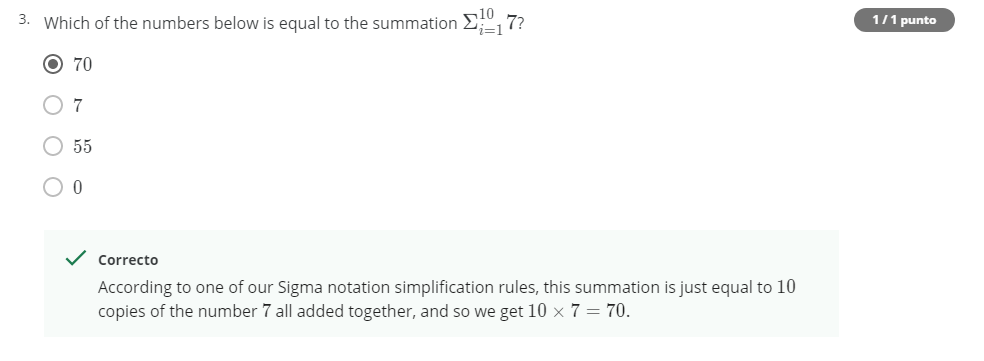 3. Which of the numbers below is equal to the summation $\Sigma_{i=1}^{10} 7$?
1 / 1 punto
70
7
55
0
Correcto
According to one of our Sigma notation simplification rules, this summation is just equal to 10
copies of the number 7 all added together, and so we get 10 × 7 = 70.